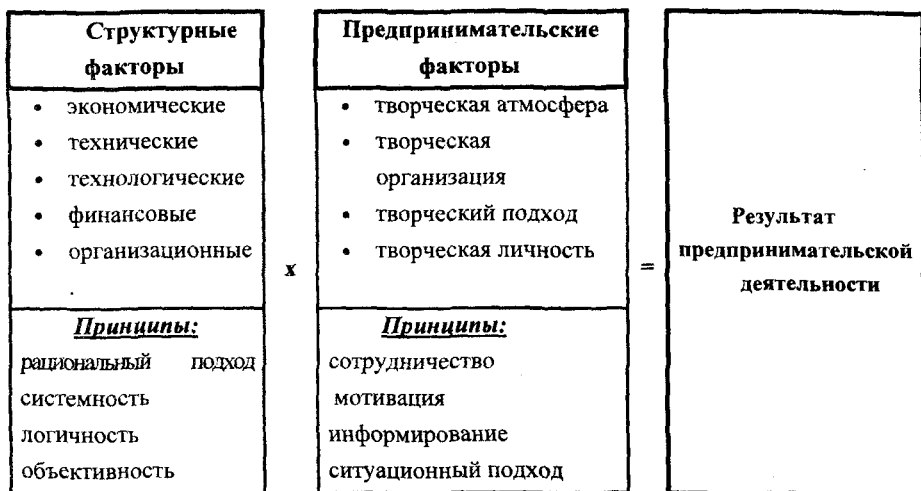 Структурные
факторы
• экономические
• технические
• технологические
• финансовые
• организационные
.
Принципы:
рациональный подход
системность
логичность
объективность
x
Предпринимательские
факторы
• творческая атмосфера
• творческая
организация
• творческий подход
• творческая личность
Принципы:
сотрудничество
мотивация
информирование
ситуационный подход
=
Результат
предпринимательской
деятельности